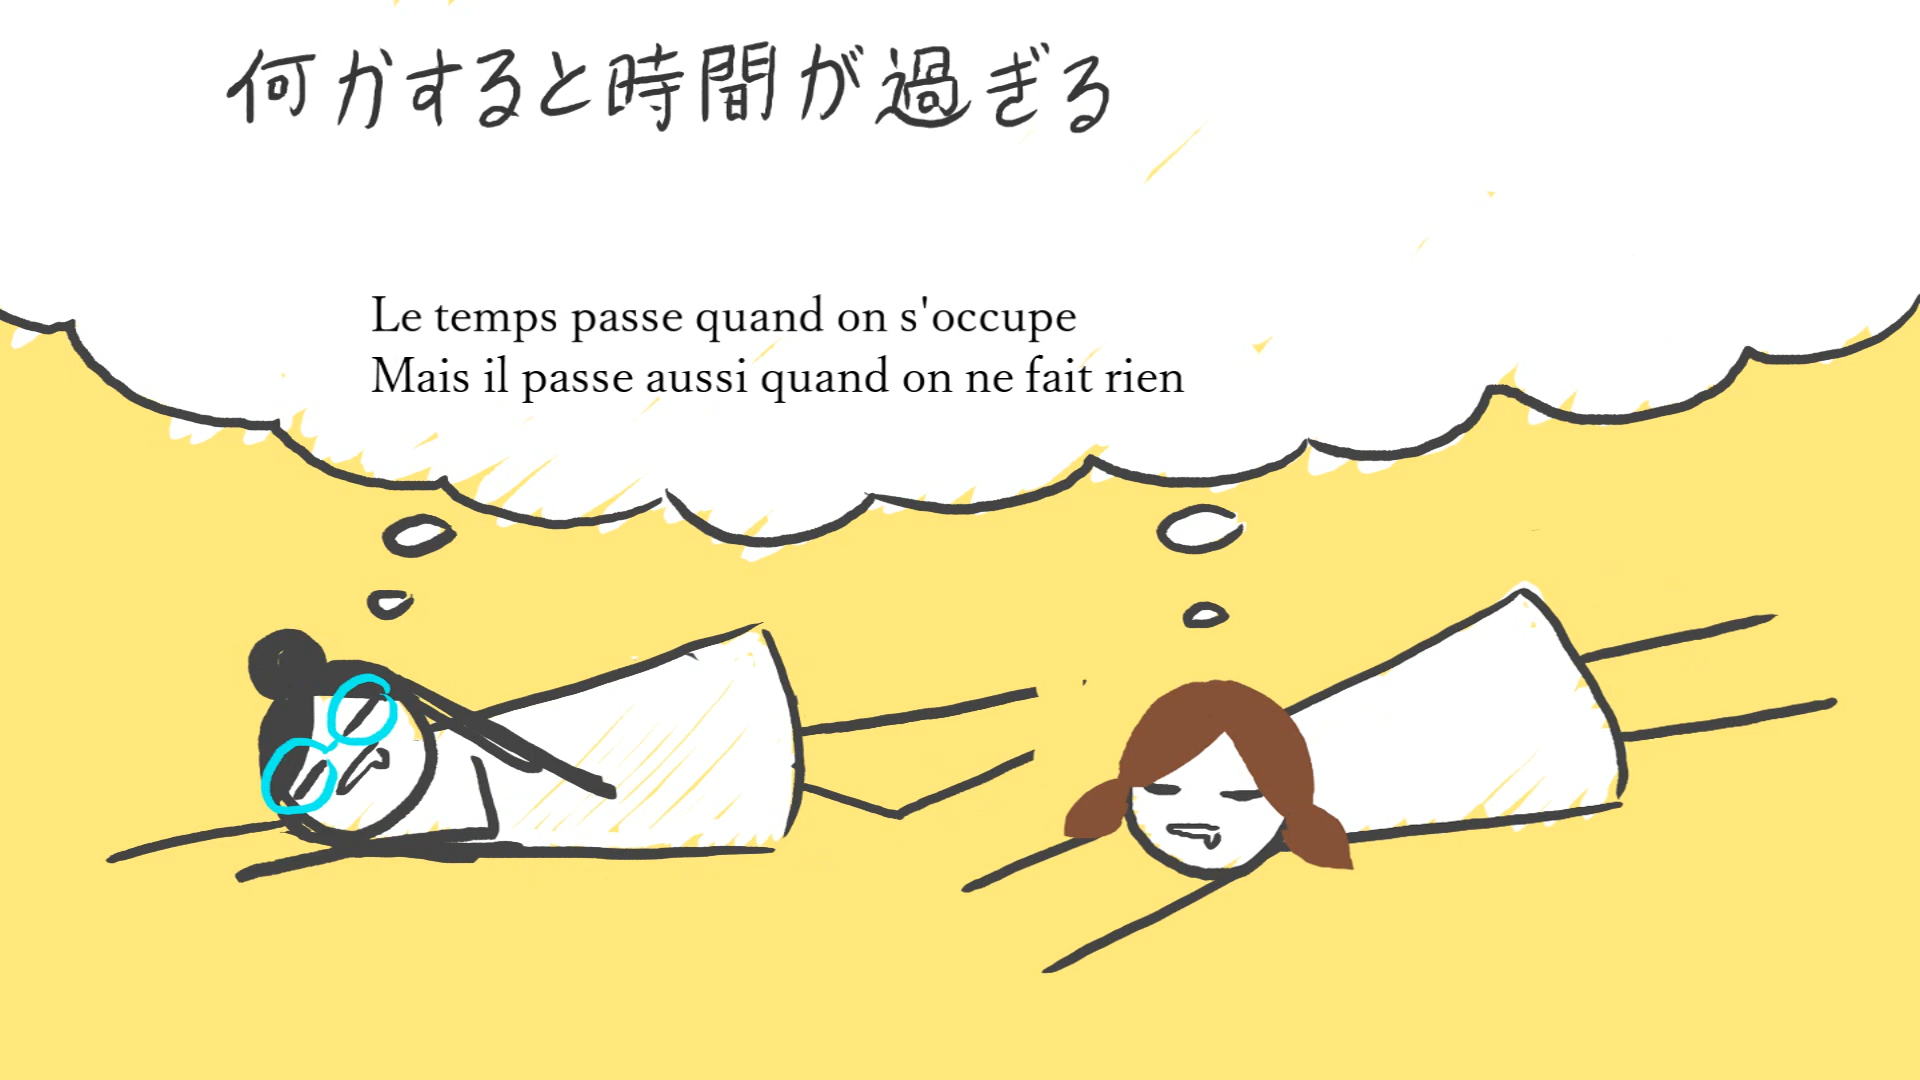 何かすると時間が過ぎる
Le temps passe quand on s'occupe
Mais il passe aussi quand on ne fait rien